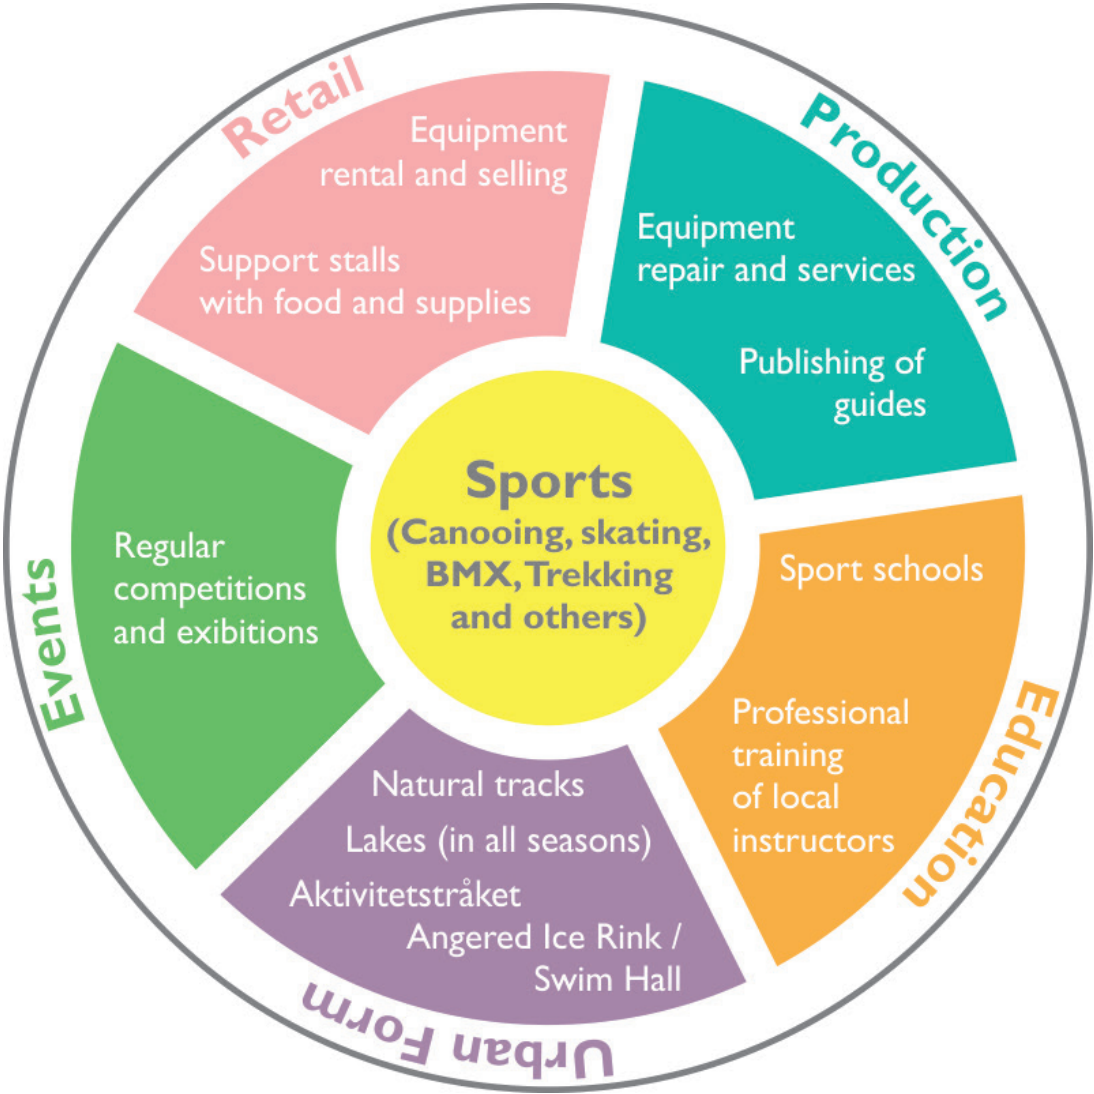 Retail
Equipment
rental and selling
Support stalls
with food and supplies
Production
Equipment
repair and services
Publishing of
guides
Sports
(Canooing, skating,
BMX, Trekking
and others)
Education
Sport schools
Professional
training
of local
instructors
Urban Form
Natural tracks
Lakes (in all seasons)
Aktivitetstråket
Angered Ice Rink /
Swim Hall
Events
Regular
competitions
and exibitions